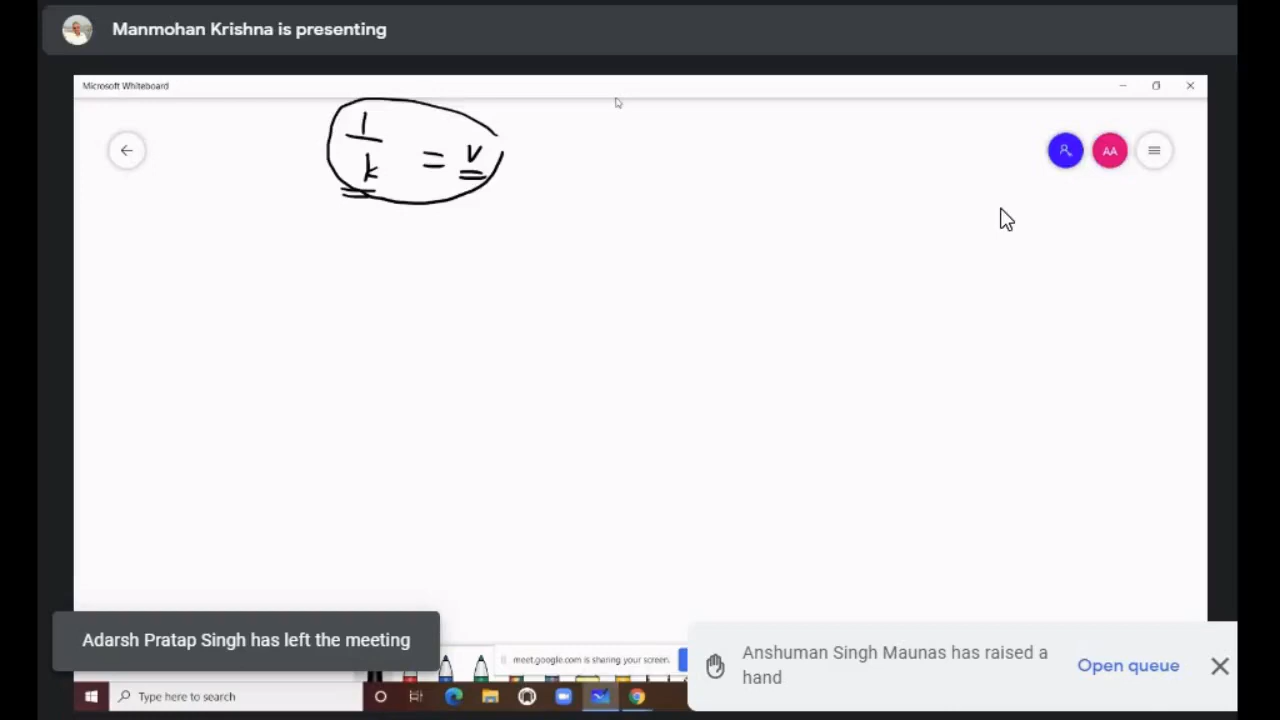 Manmohan Krishna is presenting
Microsoft Whiteboard
1
k = v
AA
Adarsh Pratap Singh has left the meeting
meet.google.com is sharing your screen.
Anshuman Singh Maunas has raised a
hand
Open queue
Type here to search